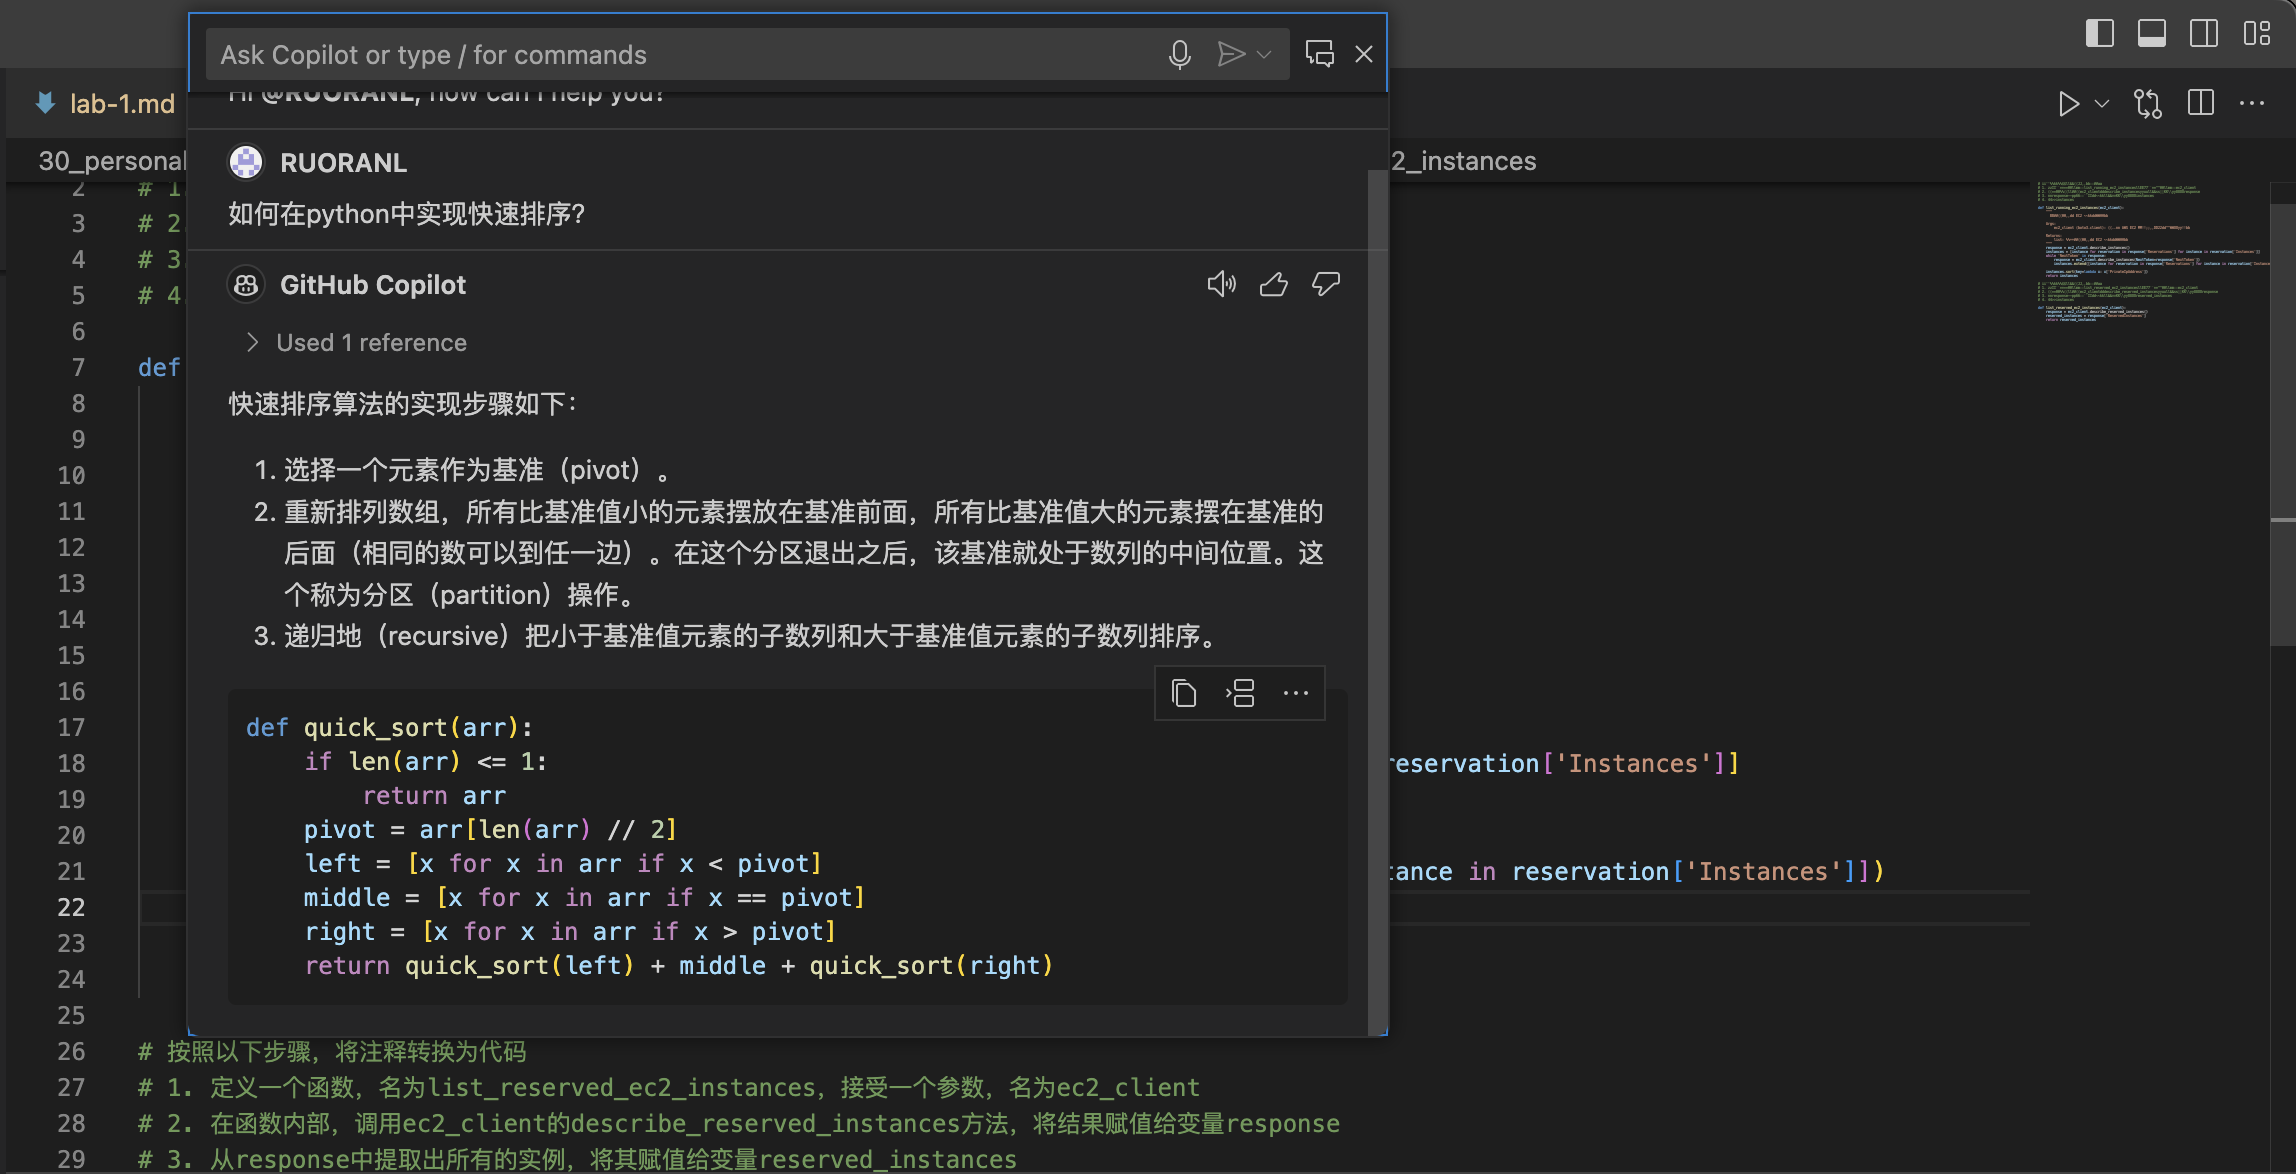 Ask Copilot or type / for commands
lab-1.md
Hi @RUORANL, how can I help you?
30_personal
2_instances
RUORANL
如何在python中实现快速排序?
GitHub Copilot
Used 1 reference
快速排序算法的实现步骤如下：
1. 选择一个元素作为基准（pivot）。
2. 重新排列数组，所有比基准值小的元素摆放在基准前面，所有比基准值大的元素摆在基准的
后面（相同的数可以到任一边）。在这个分区退出之后，该基准就处于数列的中间位置。这
个称为分区（partition）操作。
3. 递归地（recursive）把小于基准值元素的子数列和大于基准值元素的子数列排序。
def quick_sort(arr):
    if len(arr) <= 1:
        return arr
    pivot = arr[len(arr) // 2]
    left = [x for x in arr if x < pivot]
    middle = [x for x in arr if x == pivot]
    right = [x for x in arr if x > pivot]
    return quick_sort(left) + middle + quick_sort(right)
2 # 1
3 # 2
4 # 3
5 # 4
6
7 def
8
9
10
11
12
13
14
15
16
17
18 reservation['Instances']]
19
20
21 tance in reservation['Instances']])
22
23
24
25
26 # 按照以下步骤，将注释转换为代码
27 # 1. 定义一个函数，名为list_reserved_ec2_instances，接受一个参数，名为ec2_client
28 # 2. 在函数内部，调用ec2_client的describe_reserved_instances方法，将结果赋值给变量response
29 # 3. 从response中提取出所有的实例，将其赋值给变量reserved_instances